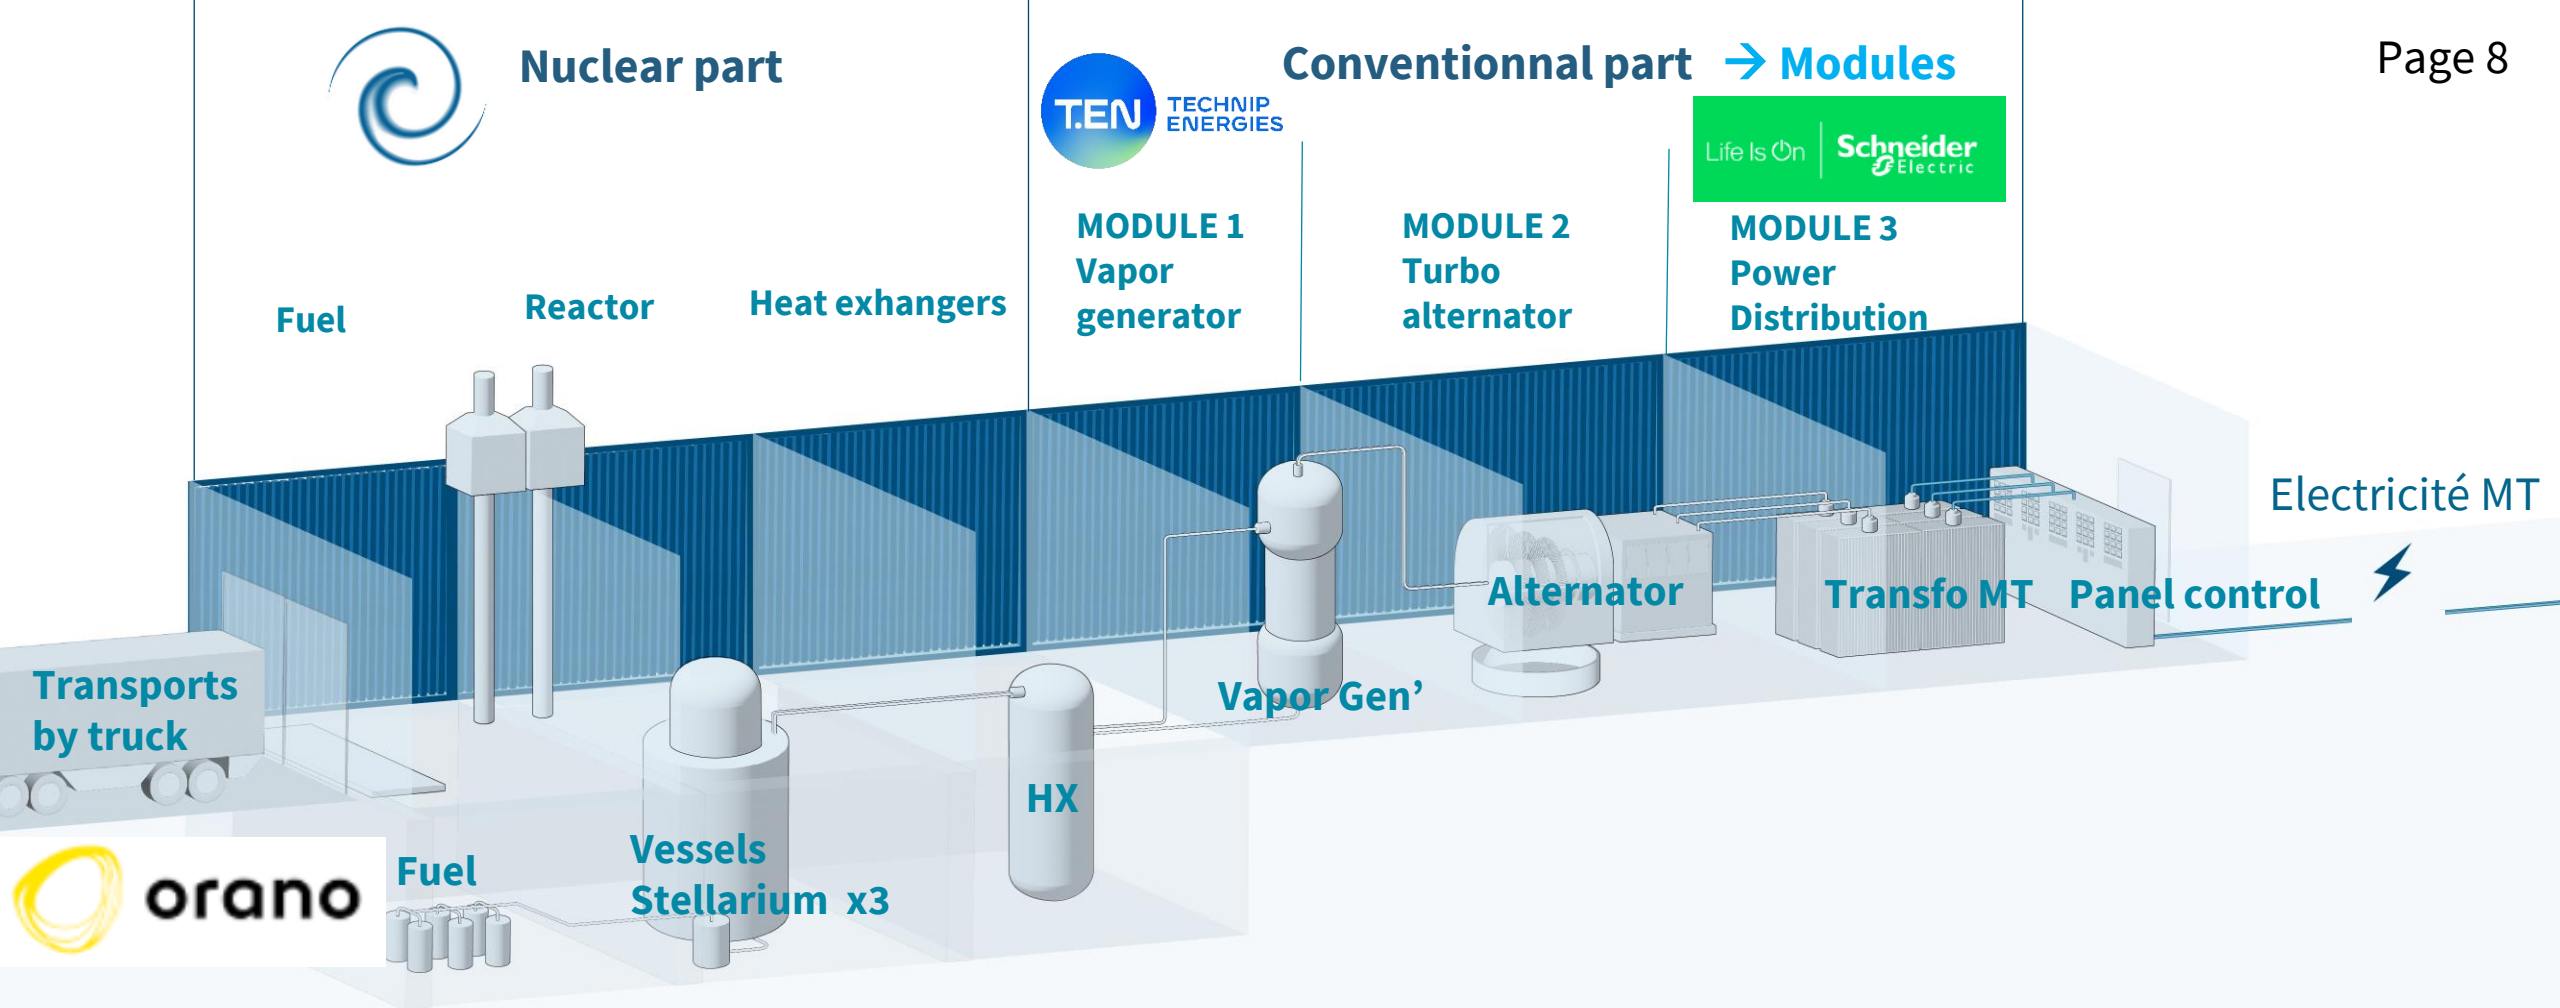 Nuclear part
Conventionnal part → Modules
Page 8
T.EN TECHNIP
ENERGIES
Life Is On Schneider
Electric
Fuel
Reactor
Heat exhangers
MODULE 1
Vapor
generator
MODULE 2
Turbo
alternator
MODULE 3
Power
Distribution
Electricité MT
Alternator
Transfo MT
Panel control
Transports
by truck
Vapor Gen’
HX
orano
Fuel
Vessels
Stellarium x3